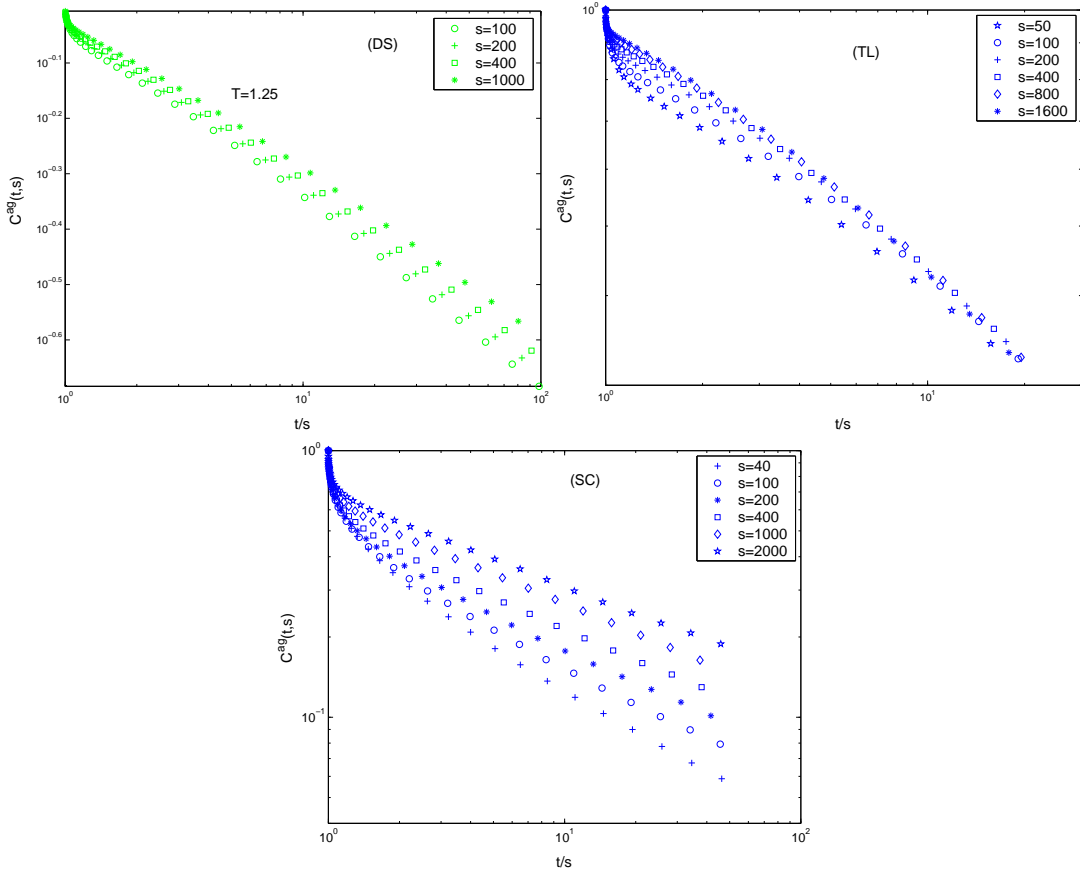 (DS)
s=100
s=200
s=400
s=1000
T=1.25
10^-0.1
10^-0.2
10^-0.3
10^-0.4
10^-0.5
10^-0.6
C^ag(t,s)
10^0
10^1
10^2
t/s
(TL)
s=50
s=100
s=200
s=400
s=800
s=1600
10^0
C^ag(t,s)
10^0
10^1
t/s
(SC)
s=40
s=100
s=200
s=400
s=1000
s=2000
10^0
10^-1
C^ag(t,s)
10^0
10^1
10^2
t/s